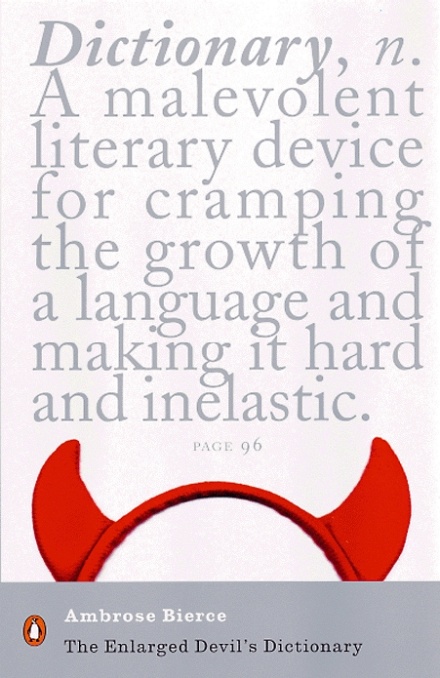 Dictionary, n.
A malevolent
literary device
for cramping
the growth of
a language and
making it hard
and inelastic.
PAGE 96
Ambrose Bierce
The Enlarged Devil's Dictionary